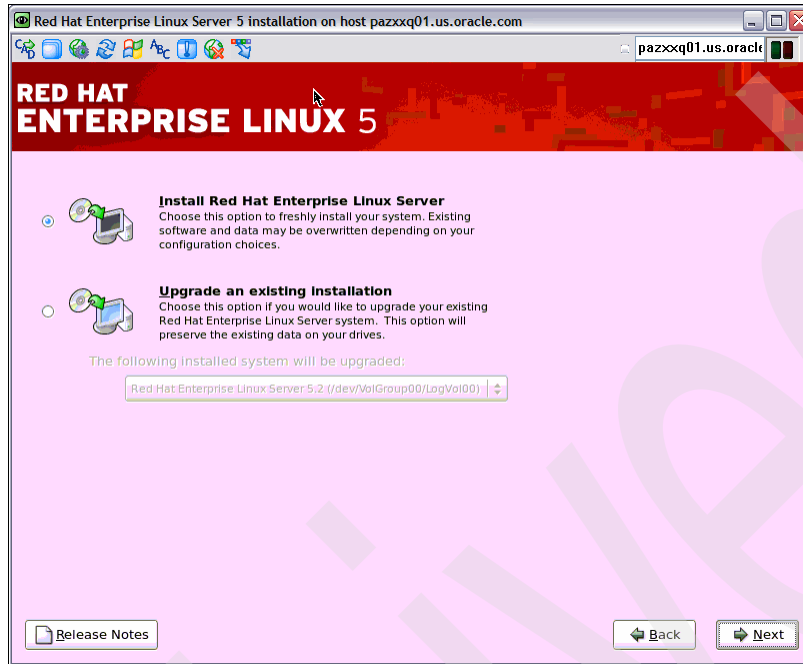 Red Hat Enterprise Linux Server 5 installation on host pazxxq01.us.oracle.com
pazxxq01.us.oracle
RED HAT
ENTERPRISE LINUX 5
Install Red Hat Enterprise Linux Server
Choose this option to freshly install your system. Existing
software and data may be overwritten depending on your
configuration choices.
Upgrade an existing installation
Choose this option if you would like to upgrade your existing
Red Hat Enterprise Linux Server system. This option will
preserve the existing data on your drives.
The following installed system will be upgraded:
Red Hat Enterprise Linux Server 5.2 (/dev/VolGroup00/LogVol00)
Release Notes
Back
Next